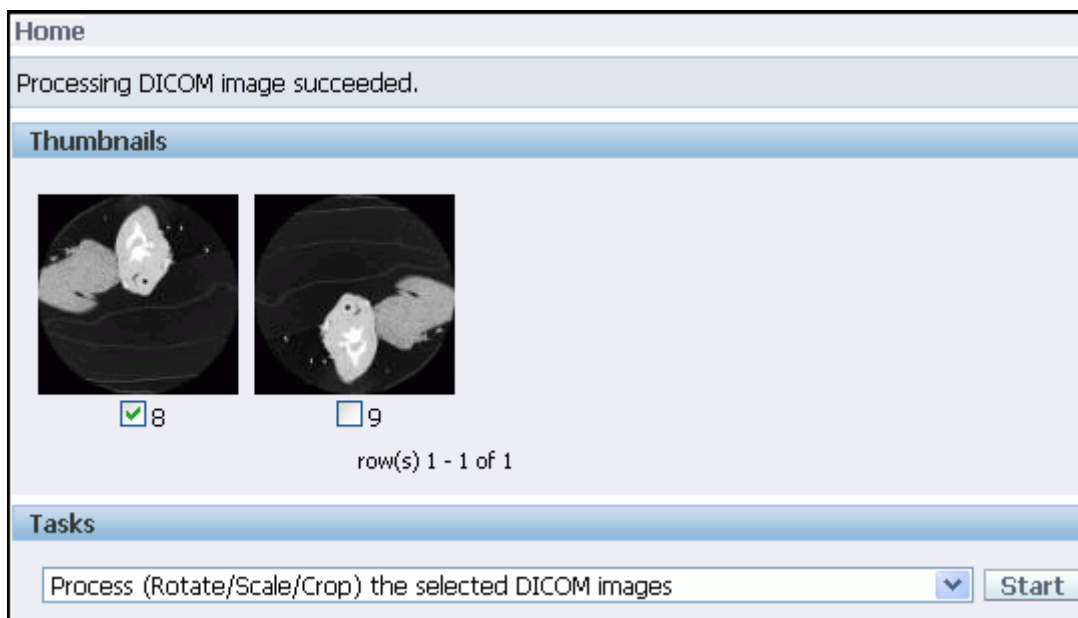 Home
Processing DICOM image succeeded.
Thumbnails
8
9
row(s) 1 - 1 of 1
Tasks
Process (Rotate/Scale/Crop) the selected DICOM images
Start